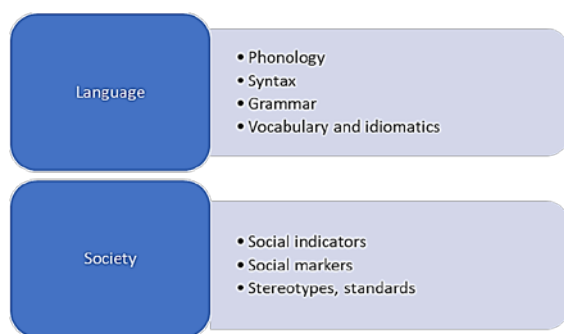 Language
• Phonology
• Syntax
• Grammar
• Vocabulary and idiomatics
Society
• Social indicators
• Social markers
• Stereotypes, standards